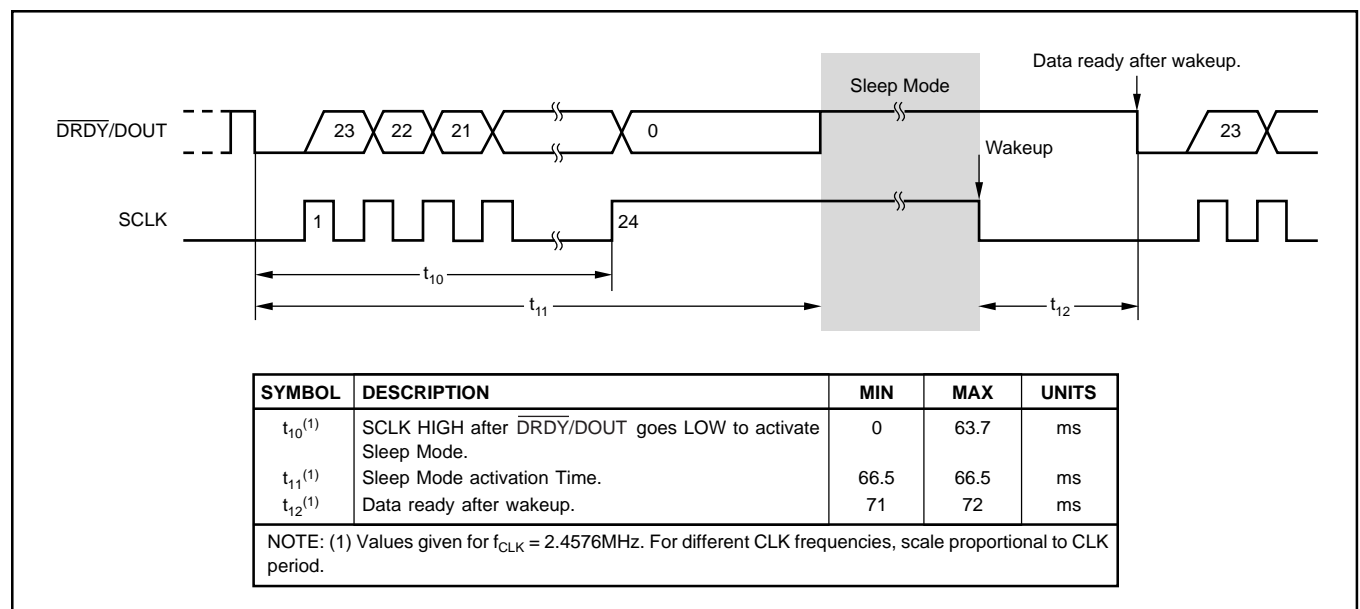 Data ready after wakeup.
Sleep Mode
DRDY/DOUT 23 22 21 0 23
Wakeup
SCLK 1 24
t10
t11 t12
SYMBOL DESCRIPTION MIN MAX UNITS
t10(1) SCLK HIGH after DRDY/DOUT goes LOW to activate 0 63.7 ms
Sleep Mode.
t11(1) Sleep Mode activation Time. 66.5 66.5 ms
t12(1) Data ready after wakeup. 71 72 ms
NOTE: (1) Values given for fCLK = 2.4576MHz. For different CLK frequencies, scale proportional to CLK
period.